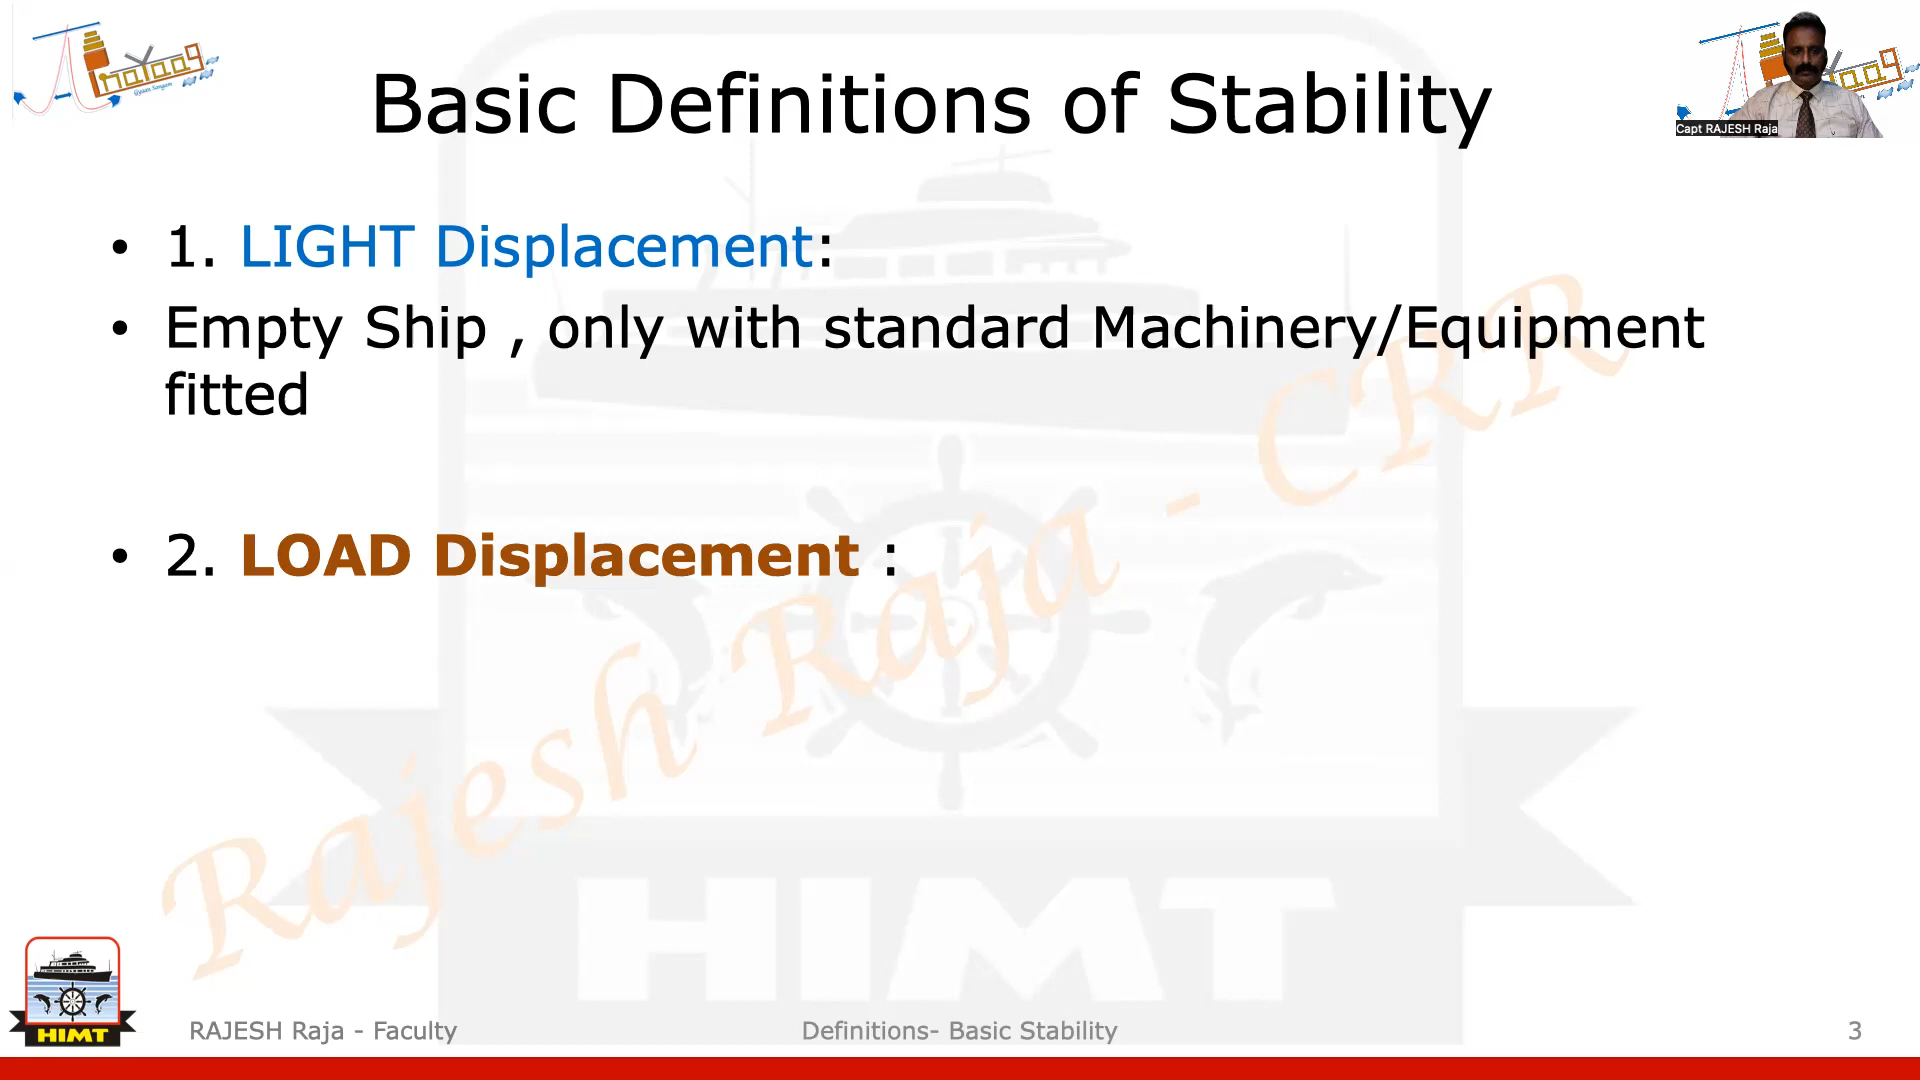 Basic Definitions of Stability
Capt RAJESH Raja
• 1. LIGHT Displacement:
• Empty Ship , only with standard Machinery/Equipment
fitted
• 2. LOAD Displacement :
Rajesh Raja - CRR
HIMT
HIMT
RAJESH Raja - Faculty
Definitions- Basic Stability
3